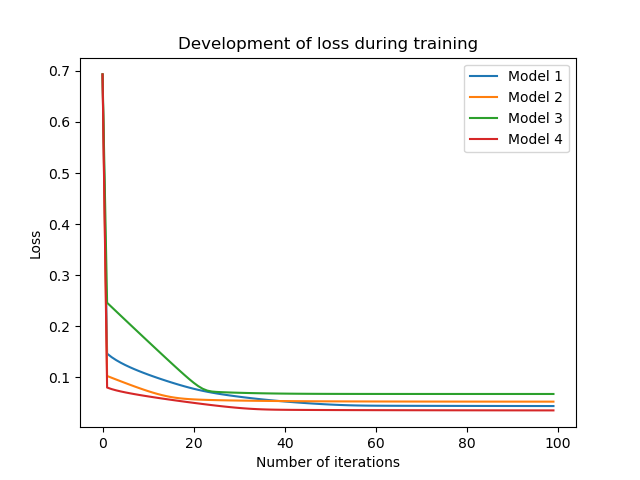 Development of loss during training
Model 1
Model 2
Model 3
Model 4
0.7
0.6
0.5
0.4
0.3
0.2
0.1
Loss
0 20 40 60 80 100
Number of iterations